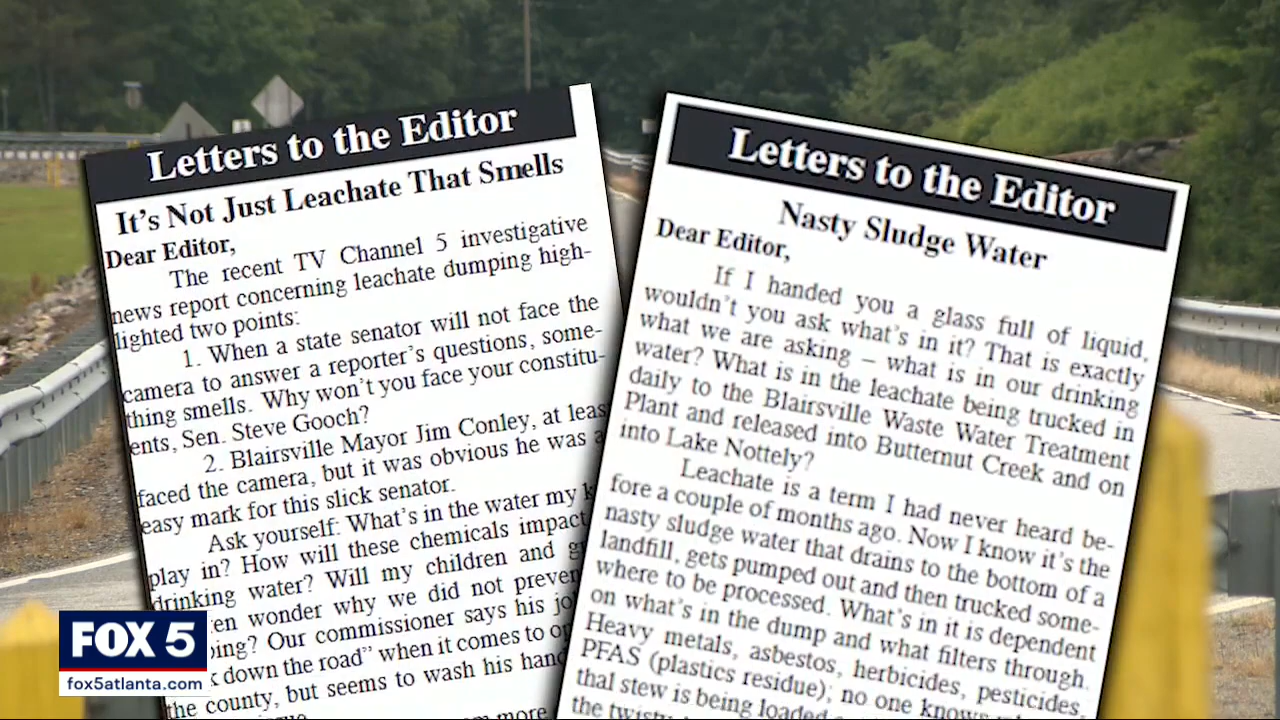 Letters to the Editor
It's Not Just Leachate That Smells
Dear Editor,
The recent TV Channel 5 investigative
news report concerning leachate dumping high-
lighted two points:
1. When a state senator will not face the
camera to answer a reporter's questions, some-
thing smells. Why won't you face your constitu-
ents, Sen. Steve Gooch?
2. Blairsville Mayor Jim Conley, at leas
faced the camera, but it was obvious he was a
easy mark for this slick senator.
Ask yourself: What's in the water my k
play in? How will these chemicals impact
drinking water? Will my children and g
en wonder why we did not preven
ping? Our commissioner says his jo
k down the road" when it comes to op
the county, but seems to wash his hand
more
Letters to the Editor
Nasty Sludge Water
Dear Editor,
If I handed you a glass full of liquid,
wouldn't you ask what's in it? That is exactly
what we are asking – what is in our drinking
water? What is in the leachate being trucked in
daily to the Blairsville Waste Water Treatment
Plant and released into Butternut Creek and on
into Lake Nottely?
Leachate is a term I had never heard be-
fore a couple of months ago. Now I know it's the
nasty sludge water that drains to the bottom of a
landfill, gets pumped out and then trucked some-
where to be processed. What's in it is dependent
on what's in the dump and what filters through.
Heavy metals, asbestos, herbicides, pesticides,
PFAS (plastics residue); no one knows
thal stew is being loaded
the twisty
FOX 5
fox5atlanta.com